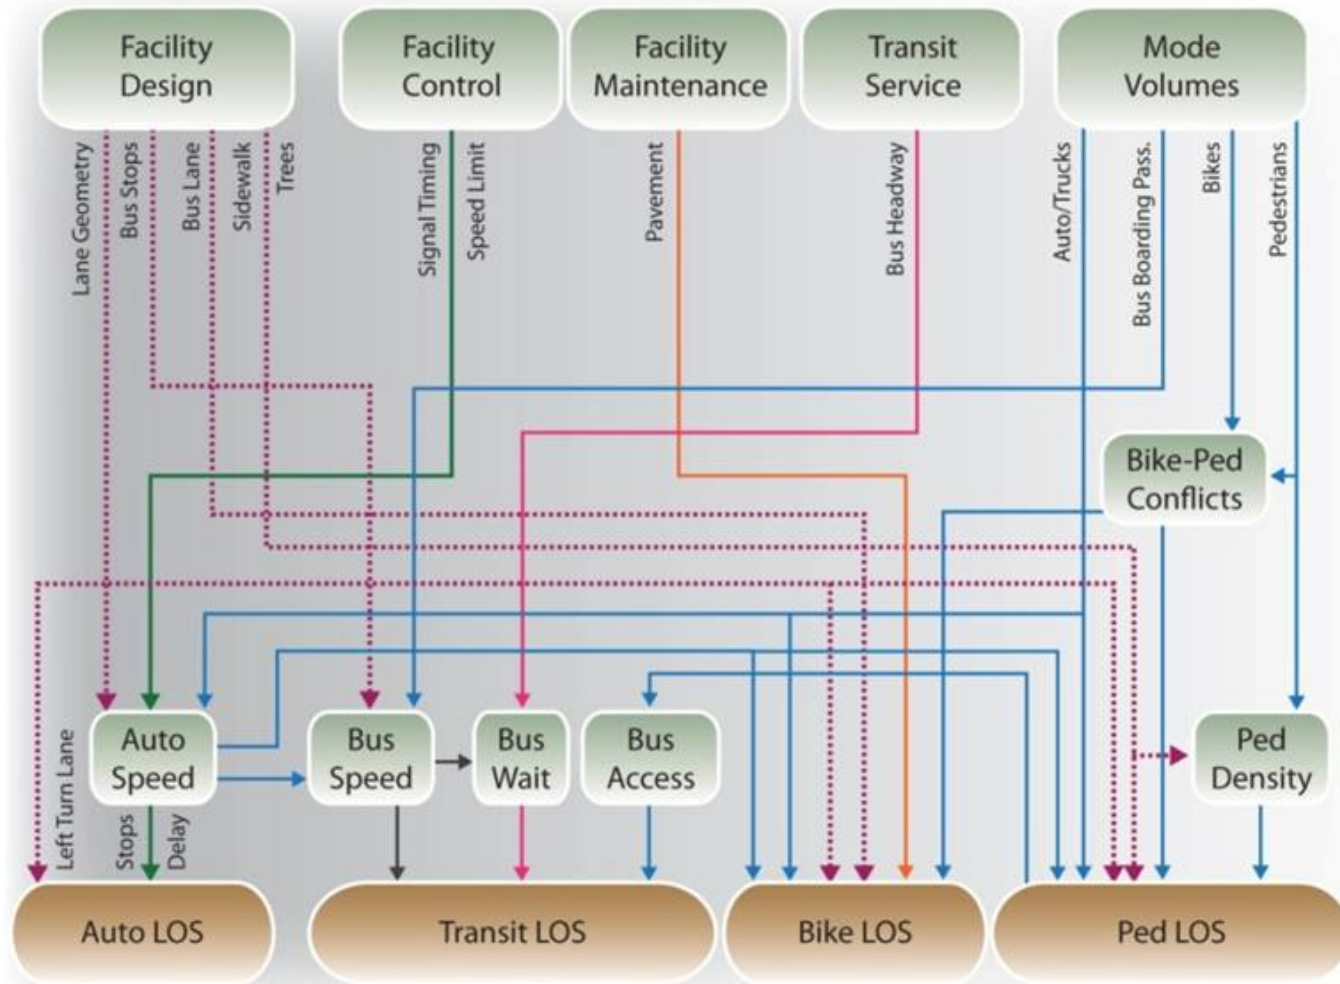 Facility
Design
Facility
Control
Facility
Maintenance
Transit
Service
Mode
Volumes
Lane Geometry
Bus Stops
Bus Lane
Sidewalk
Trees
Signal Timing
Speed Limit
Pavement
Bus Headway
Auto/Trucks
Bus Boarding Pass.
Bikes
Pedestrians
Bike-Ped
Conflicts
Auto
Speed
Bus
Speed
Bus
Wait
Bus
Access
Ped
Density
Left Turn Lane
Stops
Delay
Auto LOS
Transit LOS
Bike LOS
Ped LOS